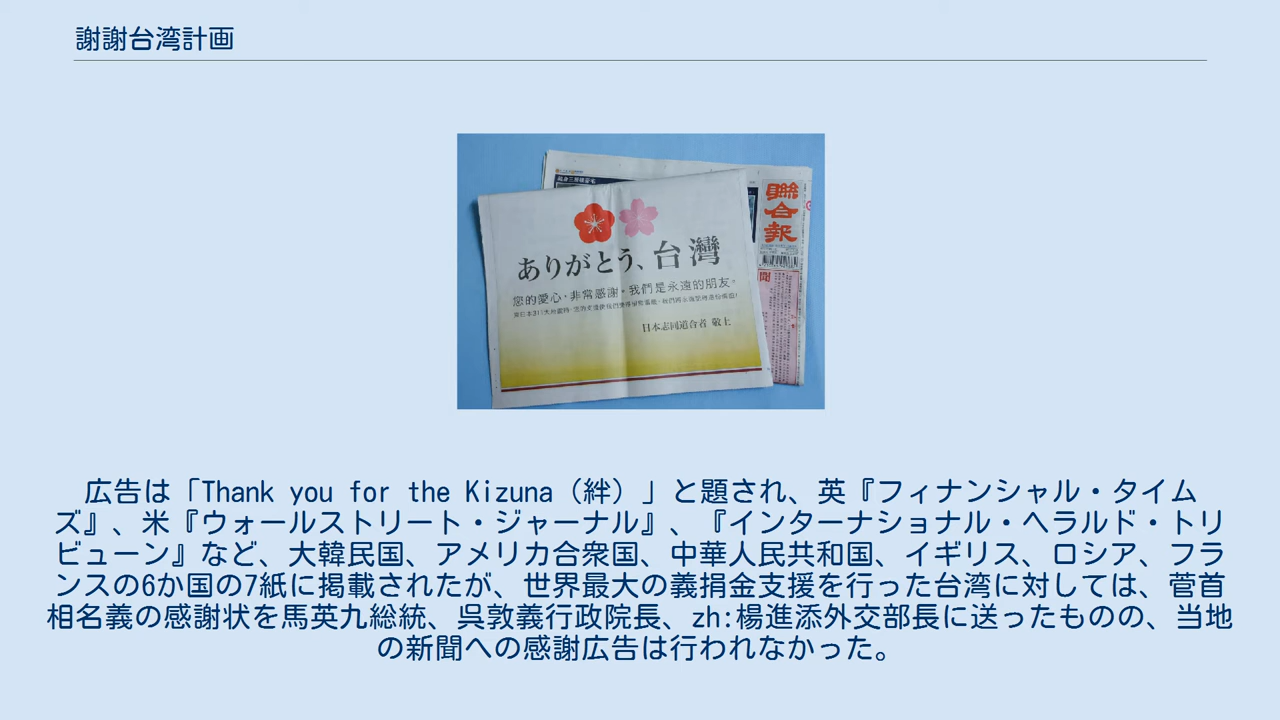 謝謝台湾計画
聯合報
ありがとう、台灣
您的愛心，非常感謝。我們是永遠的朋友。
日本志同道合者 敬上
広告は「Thank you for the Kizuna（絆）」と題され、英『フィナンシャル・タイム
ズ』、米『ウォールストリート・ジャーナル』、『インターナショナル・ヘラルド・トリ
ビューン』など、大韓民国、アメリカ合衆国、中華人民共和国、イギリス、ロシア、フラ
ンスの6か国の7紙に掲載されたが、世界最大の義捐金支援を行った台湾に対しては、菅首
相名義の感謝状を馬英九総統、呉敦義行政院長、zh:楊進添外交部長に送ったものの、当地
の新聞への感謝広告は行われなかった。